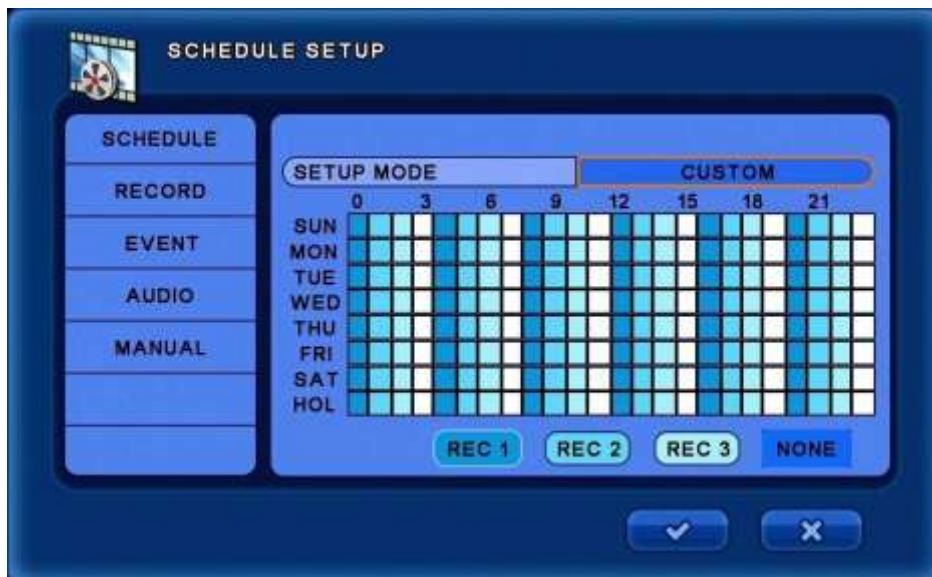 SCHEDULE SETUP
SCHEDULE
RECORD
EVENT
AUDIO
MANUAL
SETUP MODE CUSTOM
0 3 6 9 12 15 18 21
SUN
MON
TUE
WED
THU
FRI
SAT
HOL
REC 1 REC 2 REC 3 NONE